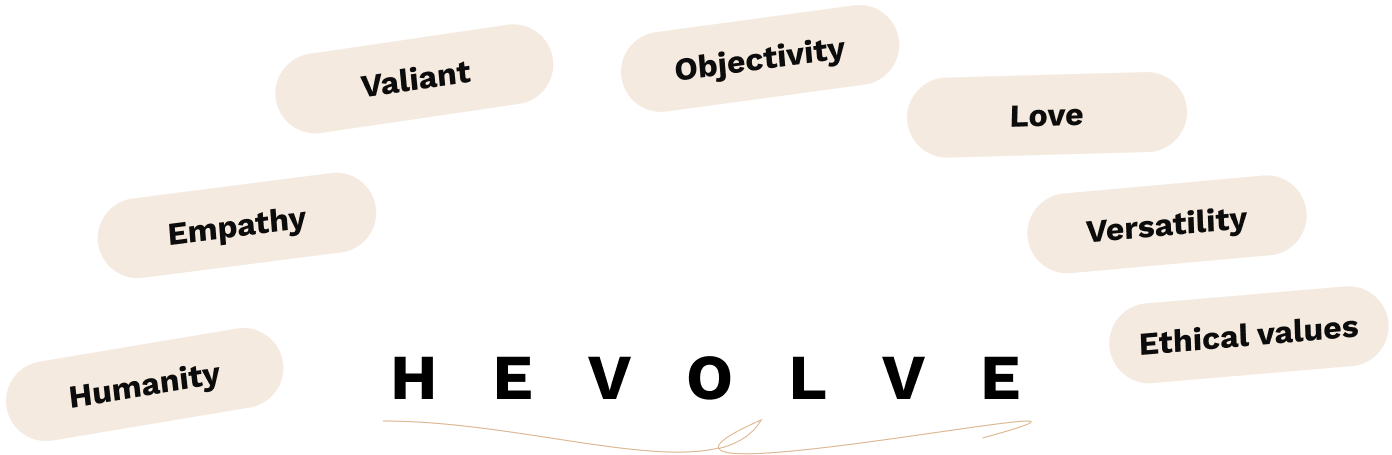 Humanity
Empathy
Valiant
Objectivity
Love
Versatility
Ethical values
H E V O L V E